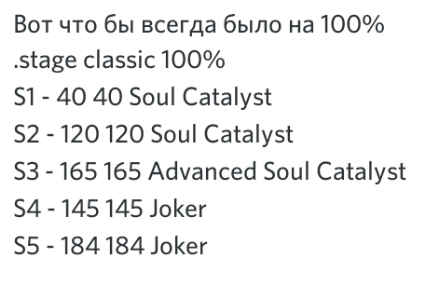 Вот что бы всегда было на 100%
.stage classic 100%
S1 - 40 40 Soul Catalyst
S2 - 120 120 Soul Catalyst
S3 - 165 165 Advanced Soul Catalyst
S4 - 145 145 Joker
S5 - 184 184 Joker